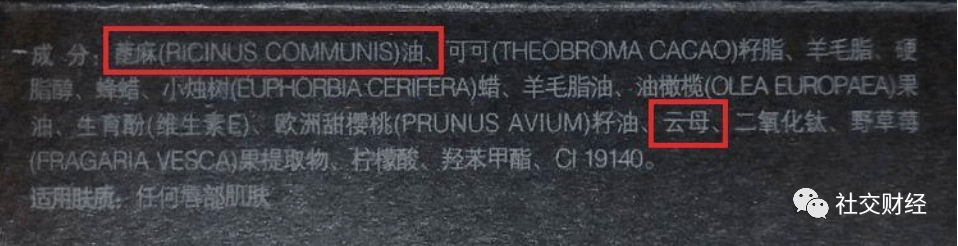 成 分: 蓖麻(RICINUS COMMUNIS)油、可可(THEOBROMA CACAO)籽脂、羊毛脂、硬
脂醇、蜂蜡、小烛树(EUPHORBIA CERIFERA)蜡、羊毛脂油、油橄榄(OLEA EUROPAEA)果
油、生育酚(维生素E)、欧洲甜樱桃(PRUNUS AVIUM)籽油、云母、二氧化钛、野草莓
(FRAGARIA VESCA)果提取物、柠檬酸、羟苯甲酯、CI 19140。
适用肤质: 任何唇部肌肤
社交财经